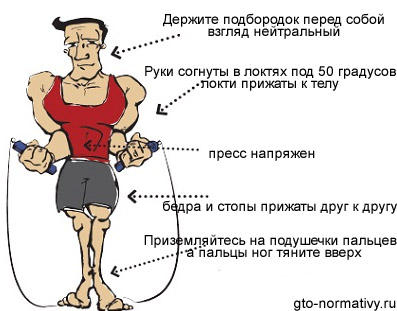 Держите подбородок перед собой
взгляд нейтральный
Руки согнуты в локтях под 50 градусов
локти прижаты к телу
пресс напряжен
бедра и стопы прижаты друг к другу
Приземляйтесь на подушечки пальцев
а пальцы ног тяните вверх
gto-normativy.ru